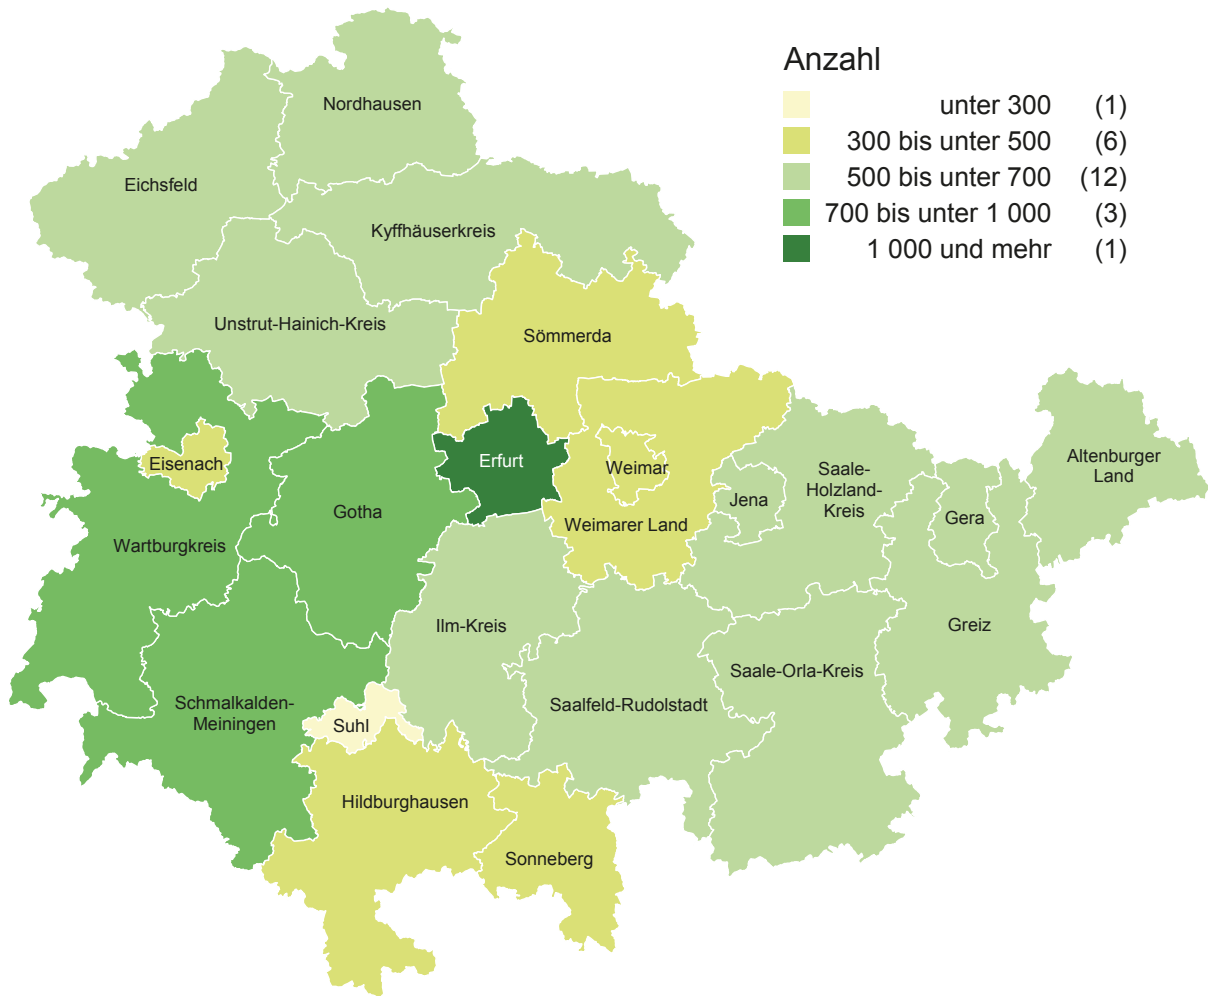 Anzahl
unter 300 (1)
300 bis unter 500 (6)
500 bis unter 700 (12)
700 bis unter 1 000 (3)
1 000 und mehr (1)
Nordhausen
Eichsfeld
Kyffhäuserkreis
Unstrut-Hainich-Kreis
Sömmerda
Eisenach
Erfurt
Weimar
Altenburger
Land
Saale-
Holzland-
Kreis
Jena
Gotha
Gera
Weimarer Land
Wartburgkreis
Ilm-Kreis
Greiz
Saale-Orla-Kreis
Schmalkalden-
Meiningen
Saalfeld-Rudolstadt
Suhl
Hildburghausen
Sonneberg